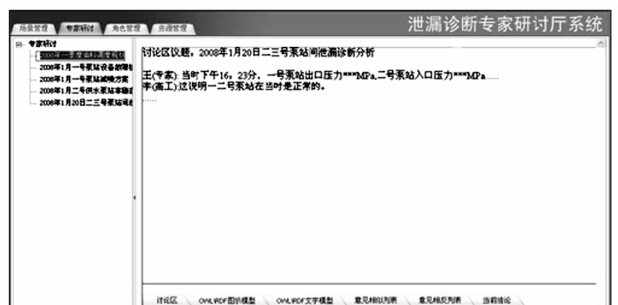 泄漏诊断专家研讨厅系统
场景管理 专家研讨 角色管理 资源管理
专家研讨
2008年1月一号泵站设备故障
2008年1月一号泵站减噪方案
2008年1月二号供水泵站非稳态
2008年1月20日二三号泵站间
讨论区议题：2008年1月20日二三号泵站间泄漏诊断分析
王(专家):当时下午16：23分，一号泵站出口压力***MPa,二号泵站入口压力***MPa……
李(高工):这说明一二号泵站在当时是正常的。
……
讨论区 OWL\RDF图形模型 OWL\RDF文字模型 意见相似列表 意见相反列表 当前结论